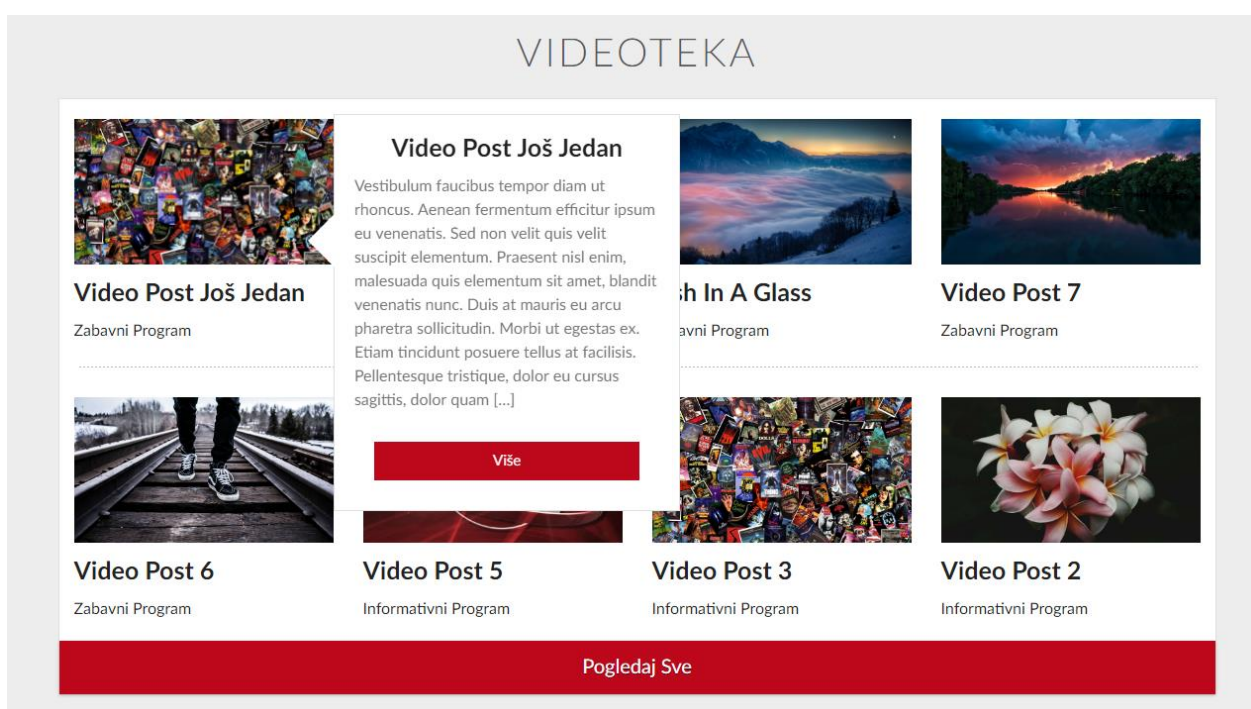 VIDEOTEKA
Video Post Još Jedan
Zabavni Program
Video Post Još Jedan
Vestibulum faucibus tempor diam ut
rhoncus. Aenean fermentum efficitur ipsum
eu venenatis. Sed non velit quis velit
suscipit elementum. Praesent nisl enim,
malesuada quis elementum sit amet, blandit
venenatis nunc. Duis at mauris eu arcu
pharetra sollicitudin. Morbi ut egestas ex.
Etiam tincidunt posuere tellus at facilisis.
Pellentesque tristique, dolor eu cursus
sagittis, dolor quam [...]
Više
In A Glass
Program
Video Post 7
Zabavni Program
Video Post 6
Zabavni Program
Video Post 5
Informativni Program
Video Post 3
Informativni Program
Video Post 2
Informativni Program
Pogledaj Sve